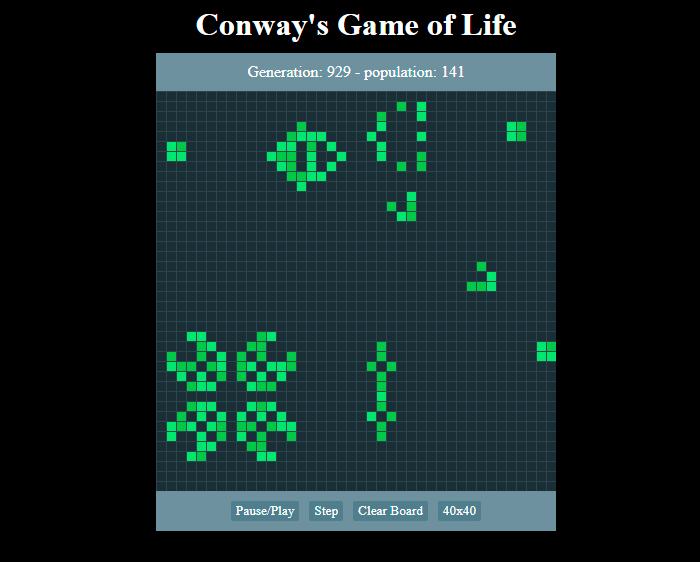 Conway's Game of Life
Generation: 929 - population: 141
Pause/Play Step Clear Board 40x40